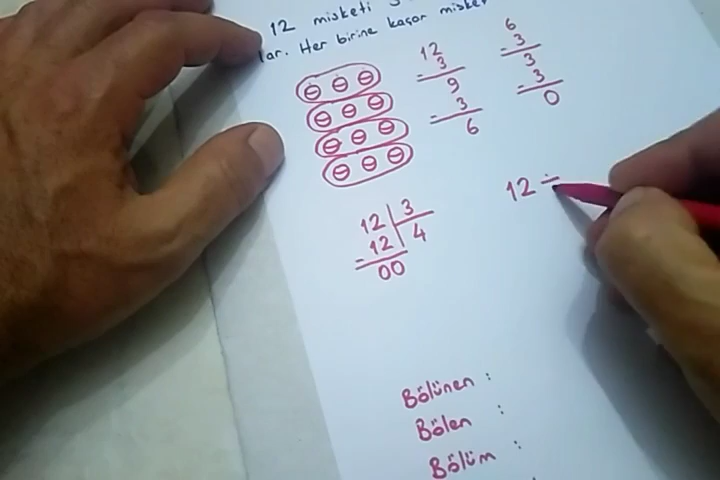 12 misketi
lar. Her birine kaçar misket
12
3
9
3
6
6
3
3
3
0
12 3
12 4
00
12 ÷
Bölünen :
Bölen :
Bölüm :